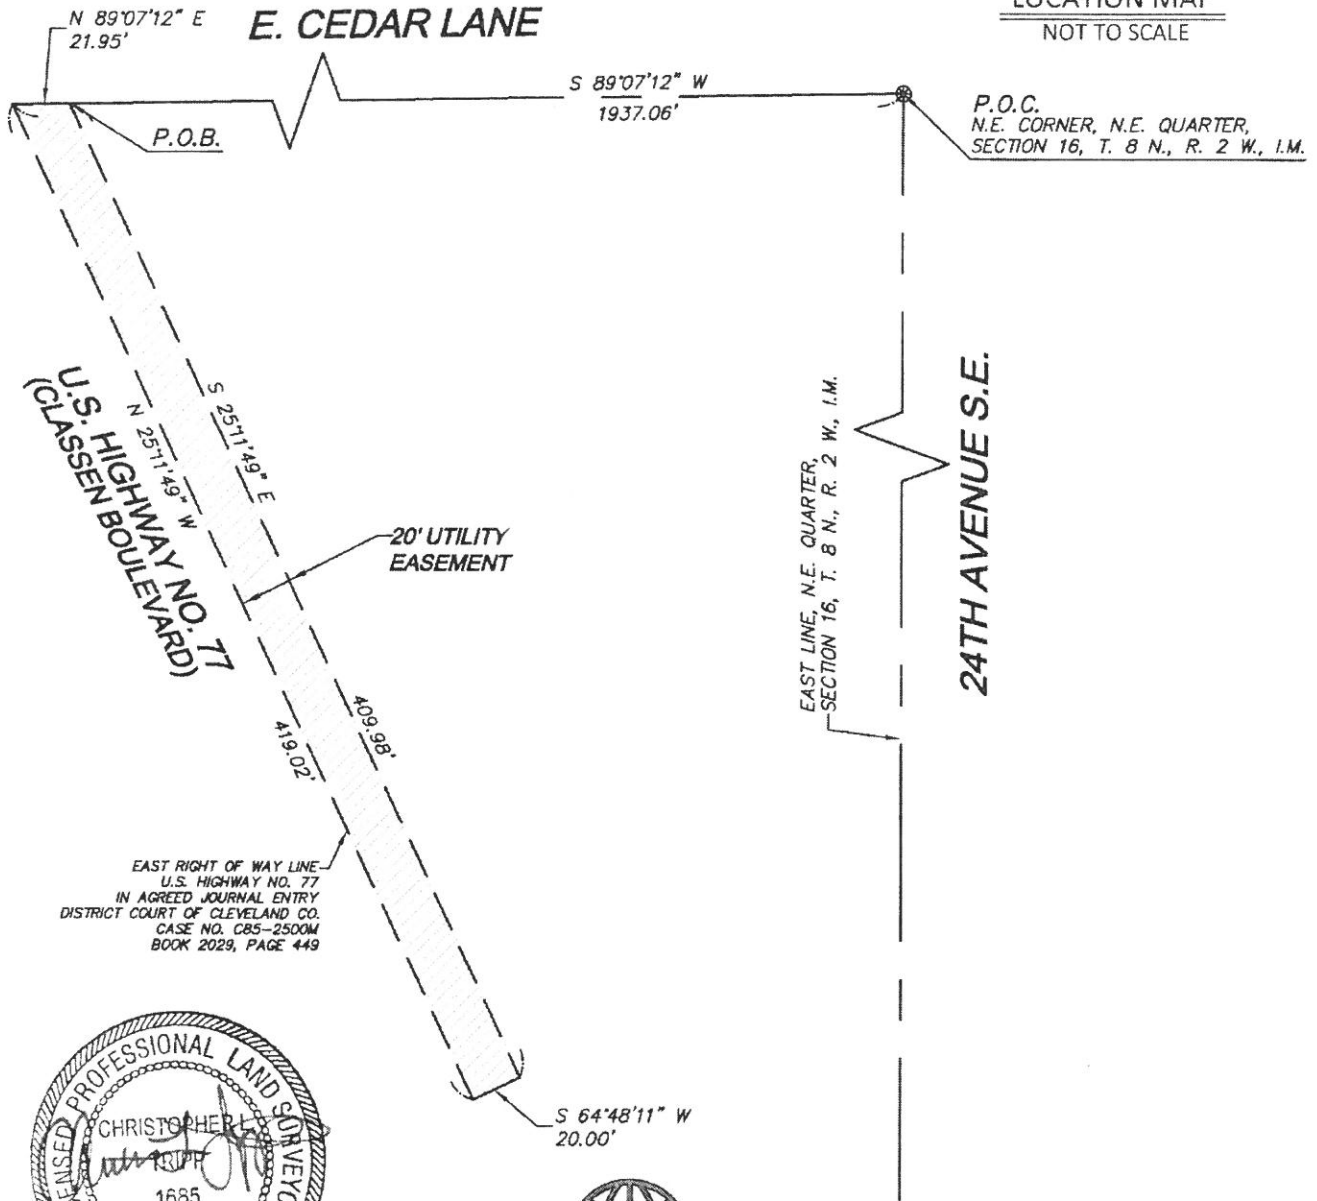 LOCATION MAP
NOT TO SCALE
N 89°07'12" E
21.95'
E. CEDAR LANE
S 89°07'12" W
1937.06'
P.O.B.
P.O.C.
N.E. CORNER, N.E. QUARTER,
SECTION 16, T. 8 N., R. 2 W., I.M.
U.S. HIGHWAY NO. 77
(CLASSEN BOULEVARD)
N 25°11'49" W
S 25°11'49" E
20' UTILITY
EASEMENT
419.02'
409.98'
EAST LINE, N.E. QUARTER,
SECTION 16, T. 8 N., R. 2 W., I.M.
24TH AVENUE S.E.
EAST RIGHT OF WAY LINE
U.S. HIGHWAY NO. 77
IN AGREED JOURNAL ENTRY
DISTRICT COURT OF CLEVELAND CO.
CASE NO. C85-2500M
BOOK 2029, PAGE 449
S 64°48'11" W
20.00'
PROFESSIONAL LAND
CHRISTOPHER L.
TRIPP
1685